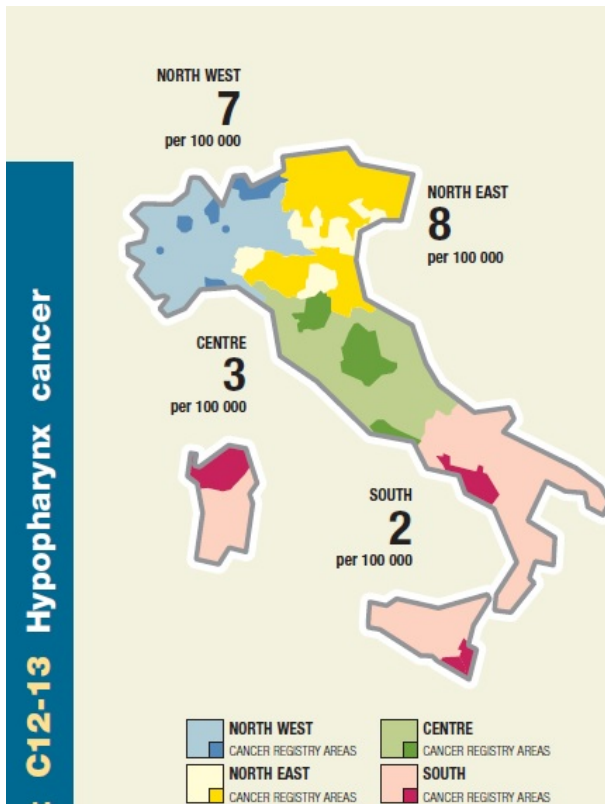 NORTH WEST
7
per 100 000
NORTH EAST
8
per 100 000
CENTRE
3
per 100 000
SOUTH
2
per 100 000
C12-13 Hypopharynx cancer
NORTH WEST
CANCER REGISTRY AREAS
CENTRE
CANCER REGISTRY AREAS
NORTH EAST
CANCER REGISTRY AREAS
SOUTH
CANCER REGISTRY AREAS